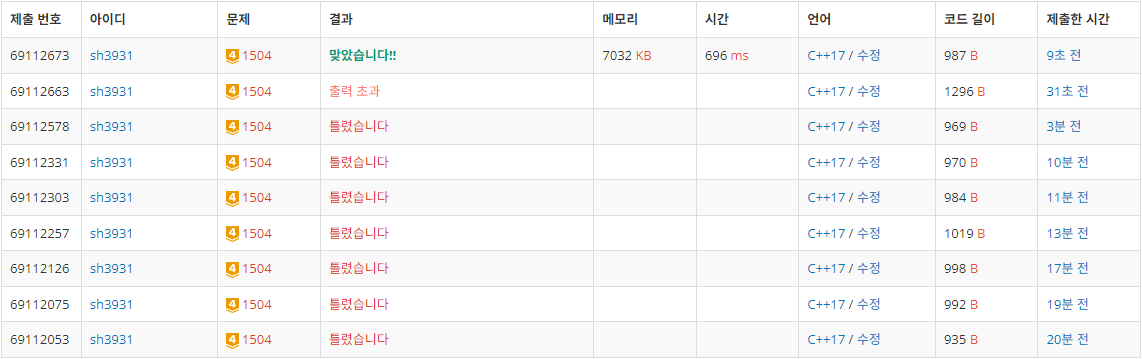 제출 번호 아이디 문제 결과 메모리 시간 언어 코드 길이 제출한 시간
69112673 sh3931 4 1504 맞았습니다!! 7032 KB 696 ms C++17 / 수정 987 B 9초 전
69112663 sh3931 4 1504 출력 초과 C++17 / 수정 1296 B 31초 전
69112578 sh3931 4 1504 틀렸습니다 C++17 / 수정 969 B 3분 전
69112331 sh3931 4 1504 틀렸습니다 C++17 / 수정 970 B 10분 전
69112303 sh3931 4 1504 틀렸습니다 C++17 / 수정 984 B 11분 전
69112257 sh3931 4 1504 틀렸습니다 C++17 / 수정 1019 B 13분 전
69112126 sh3931 4 1504 틀렸습니다 C++17 / 수정 998 B 17분 전
69112075 sh3931 4 1504 틀렸습니다 C++17 / 수정 992 B 19분 전
69112053 sh3931 4 1504 틀렸습니다 C++17 / 수정 935 B 20분 전